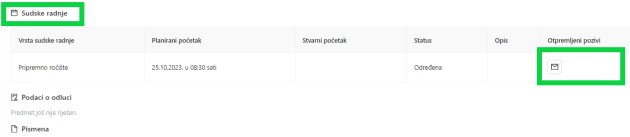 Sudske radnje
Vrsta sudske radnje Planirani početak Stvarni početak Status Opis Otpremljeni pozivi
Pripremno ročište 25.10.2023. u 08:30 sati Određena
Podaci o odluci
Predmet još nije riješen.
Pismena